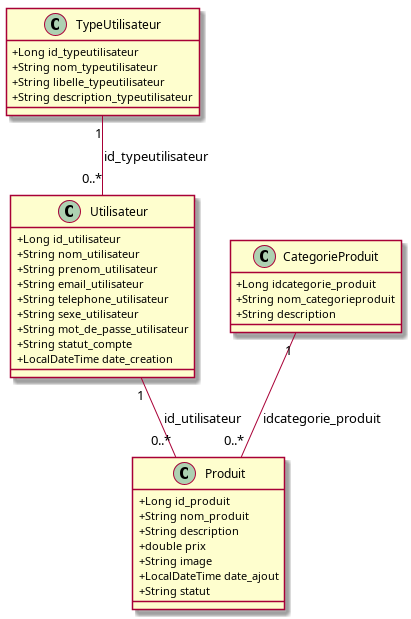 C TypeUtilisateur
+Long id_typeutilisateur
+String nom_typeutilisateur
+String libelle_typeutilisateur
+String description_typeutilisateur
1
id_typeutilisateur
0..*
C Utilisateur
+Long id_utilisateur
+String nom_utilisateur
+String prenom_utilisateur
+String email_utilisateur
+String telephone_utilisateur
+String sexe_utilisateur
+String mot_de_passe_utilisateur
+String statut_compte
+LocalDateTime date_creation
C CategorieProduit
+Long idcategorie_produit
+String nom_categorieproduit
+String description
1
id_utilisateur
0..*
1
idcategorie_produit
0..*
C Produit
+Long id_produit
+String nom_produit
+String description
+double prix
+String image
+LocalDateTime date_ajout
+String statut